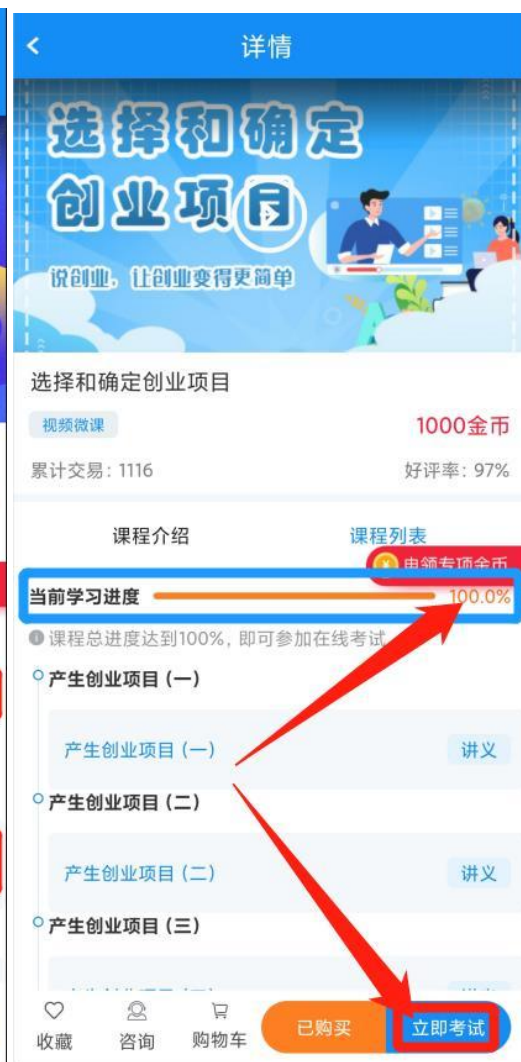 详情
选择和确定
创业项目
说创业，让创业变得更简单
选择和确定创业项目
视频微课
1000金币
累计交易：1116
好评率：97%
课程介绍
课程列表
申领专项金币
当前学习进度
100.0%
课程总进度达到100%，即可参加在线考试
产生创业项目（一）
产生创业项目（一）
讲义
产生创业项目（二）
产生创业项目（二）
讲义
产生创业项目（三）
收藏
咨询
购物车
已购买
立即考试